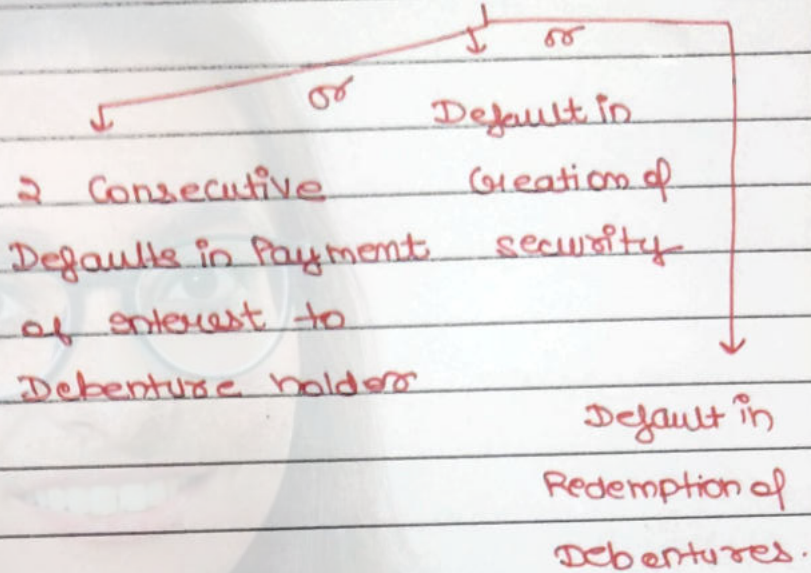 or
or
Default in
Creation of
security
2 Consecutive
Defaults in Payment
of interest to
Debenture holder
Default in
Redemption of
Debentures.